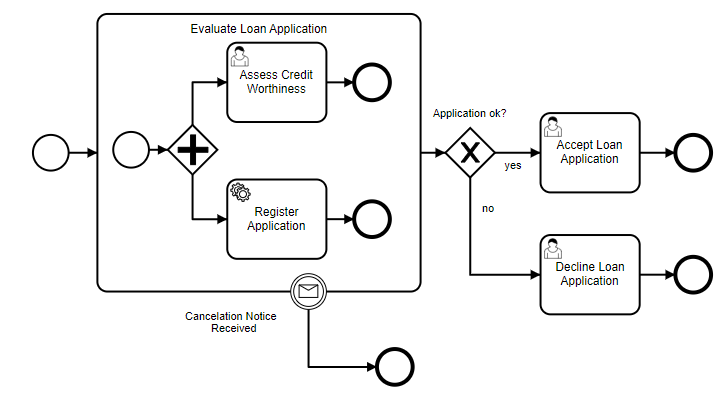 Evaluate Loan Application
Assess Credit
Worthiness
Register
Application
Cancelation Notice
Received
Application ok?
yes
no
Accept Loan
Application
Decline Loan
Application